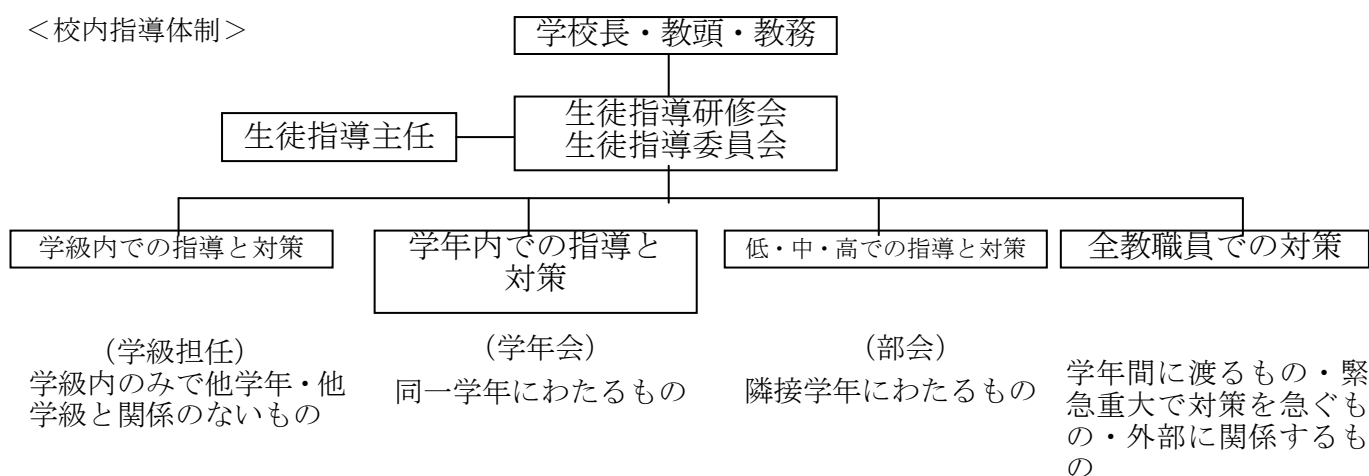 ＜校内指導体制＞
学校長・教頭・教務
生徒指導主任
生徒指導研修会
生徒指導委員会
学級内での指導と対策
学年内での指導と
対策
低・中・高での指導と対策
全教職員での対策
（学級担任）
学級内のみで他学年・他
学級と関係のないもの
（学年会）
同一学年にわたるもの
（部会）
隣接学年にわたるもの
学年間に渡るもの・緊
急重大で対策を急ぐも
の・外部に関係するも
の